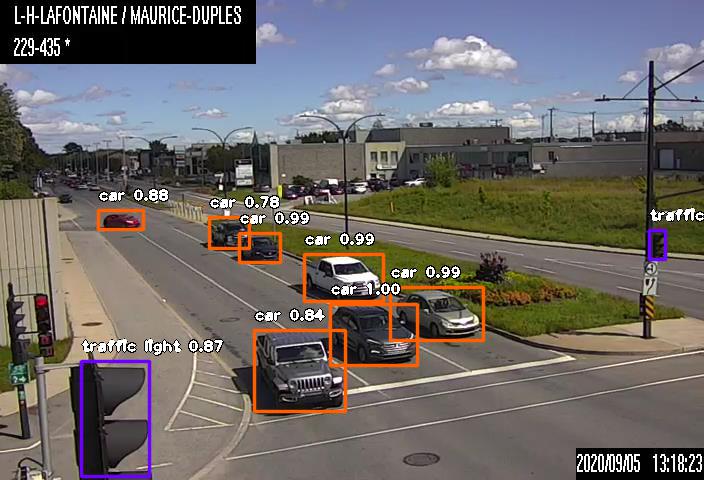 L-H-LAFONTAINE / MAURICE-DUPLES
229-435 *
car 0.88
car 0.78
car 0.99
traffic
car 0.99
car 0.99
car 1.00
car 0.84
traffic light 0.87
2020/09/05 13:18:23